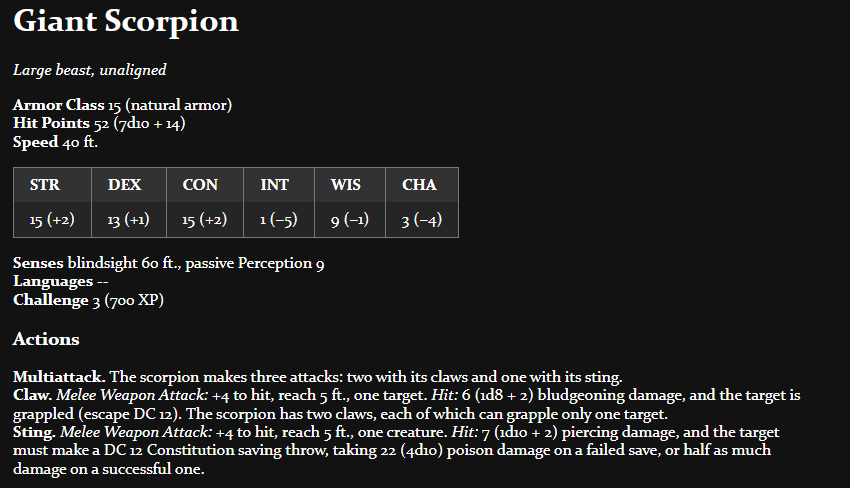 Giant Scorpion
Large beast, unaligned
Armor Class 15 (natural armor)
Hit Points 52 (7d10 + 14)
Speed 40 ft.
STR DEX CON INT WIS CHA
15 (+2) 13 (+1) 15 (+2) 1 (−5) 9 (−1) 3 (−4)
Senses blindsight 60 ft., passive Perception 9
Languages --
Challenge 3 (700 XP)
Actions
Multiattack. The scorpion makes three attacks: two with its claws and one with its sting.
Claw. Melee Weapon Attack: +4 to hit, reach 5 ft., one target. Hit: 6 (1d8 + 2) bludgeoning damage, and the target is
grappled (escape DC 12). The scorpion has two claws, each of which can grapple only one target.
Sting. Melee Weapon Attack: +4 to hit, reach 5 ft., one creature. Hit: 7 (1d10 + 2) piercing damage, and the target
must make a DC 12 Constitution saving throw, taking 22 (4d10) poison damage on a failed save, or half as much
damage on a successful one.